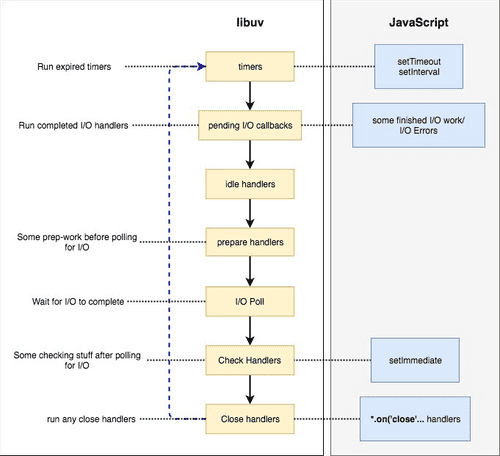 libuv
JavaScript
Run expired timers
timers
setTimeout
setInterval
Run completed I/O handlers
pending I/O callbacks
some finished I/O work/
I/O Errors
idle handlers
Some prep-work before polling
for I/O
prepare handlers
Wait for I/O to complete
I/O Poll
Some checking stuff after polling
for I/O
Check Handlers
setImmediate
run any close handlers
Close handlers
*.on('close'... handlers